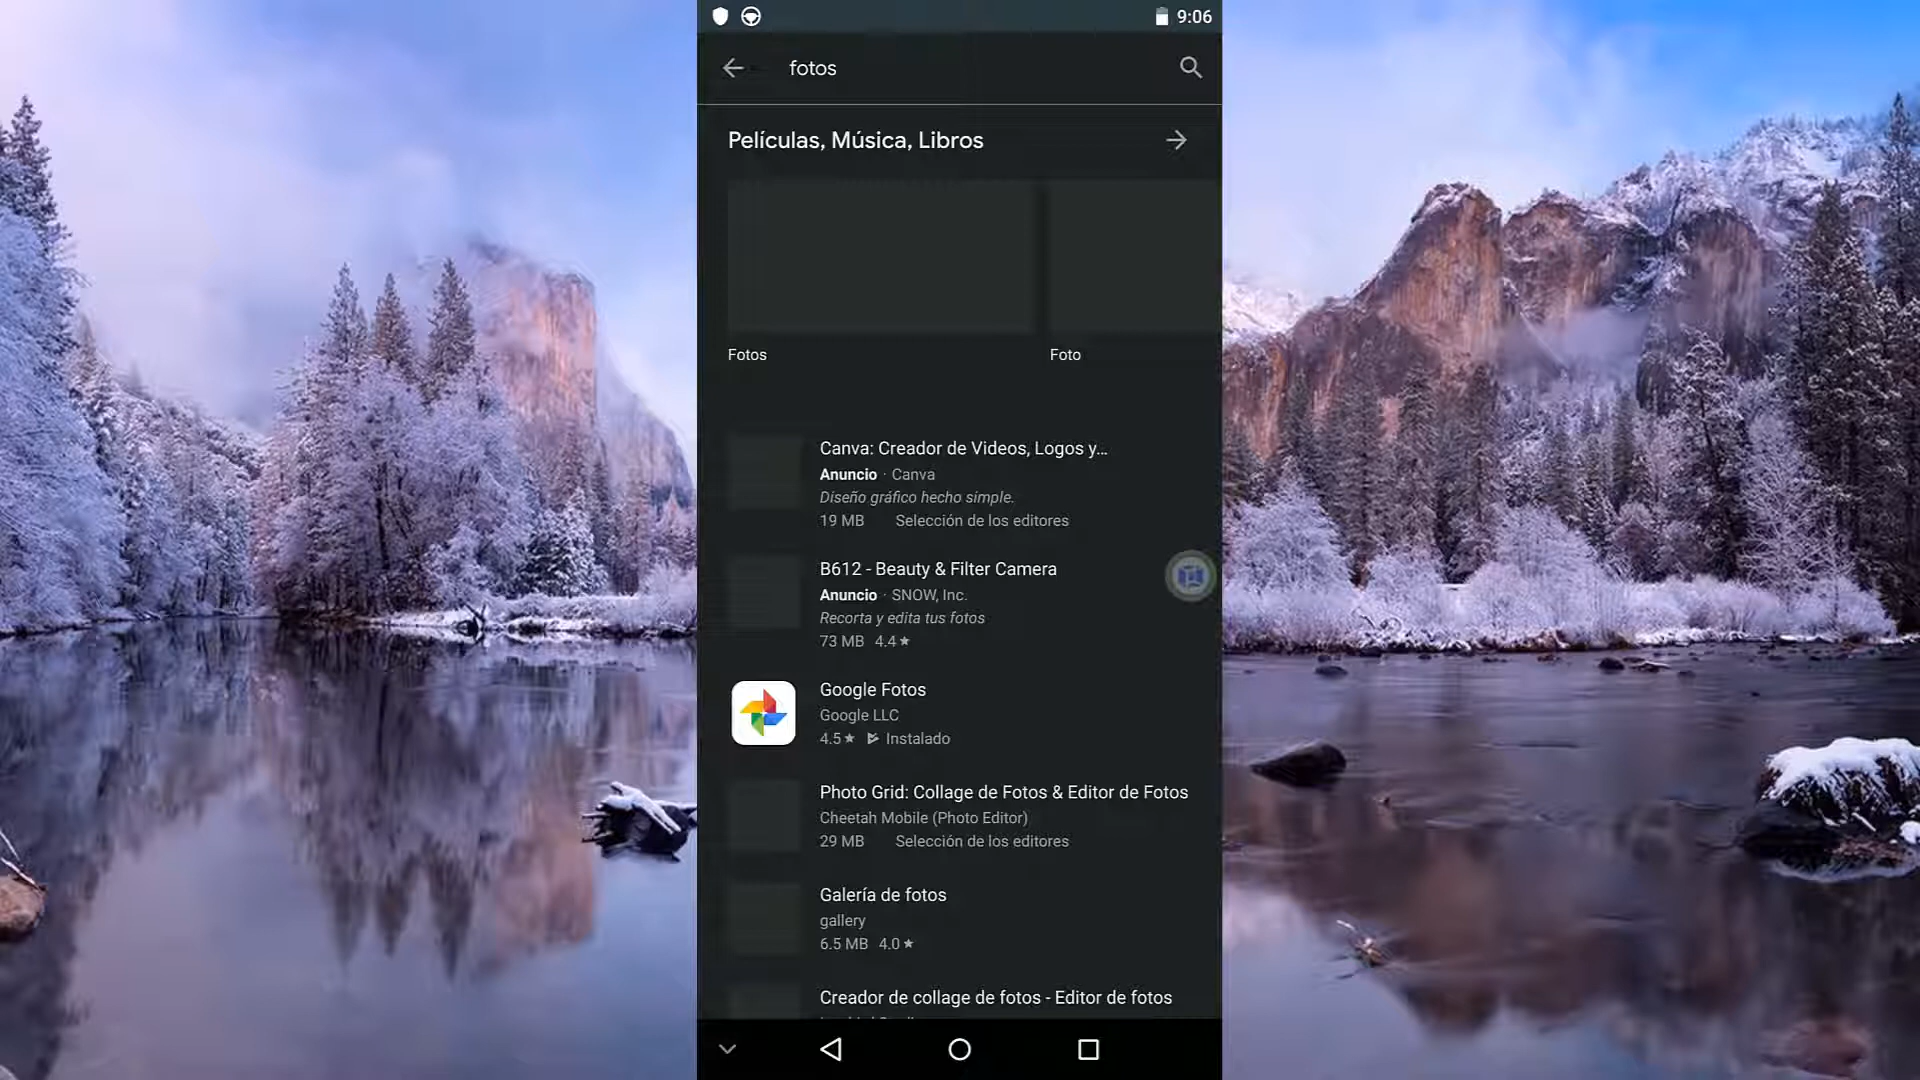 9:06
fotos
Películas, Música, Libros
Fotos
Foto
Canva: Creador de Videos, Logos y...
Anuncio · Canva
Diseño gráfico hecho simple.
19 MB Selección de los editores
B612 - Beauty & Filter Camera
Anuncio · SNOW, Inc.
Recorta y edita tus fotos
73 MB 4.4★
Google Fotos
Google LLC
4.5★ Instalado
Photo Grid: Collage de Fotos & Editor de Fotos
Cheetah Mobile (Photo Editor)
29 MB Selección de los editores
Galería de fotos
gallery
6.5 MB 4.0★
Creador de collage de fotos - Editor de fotos